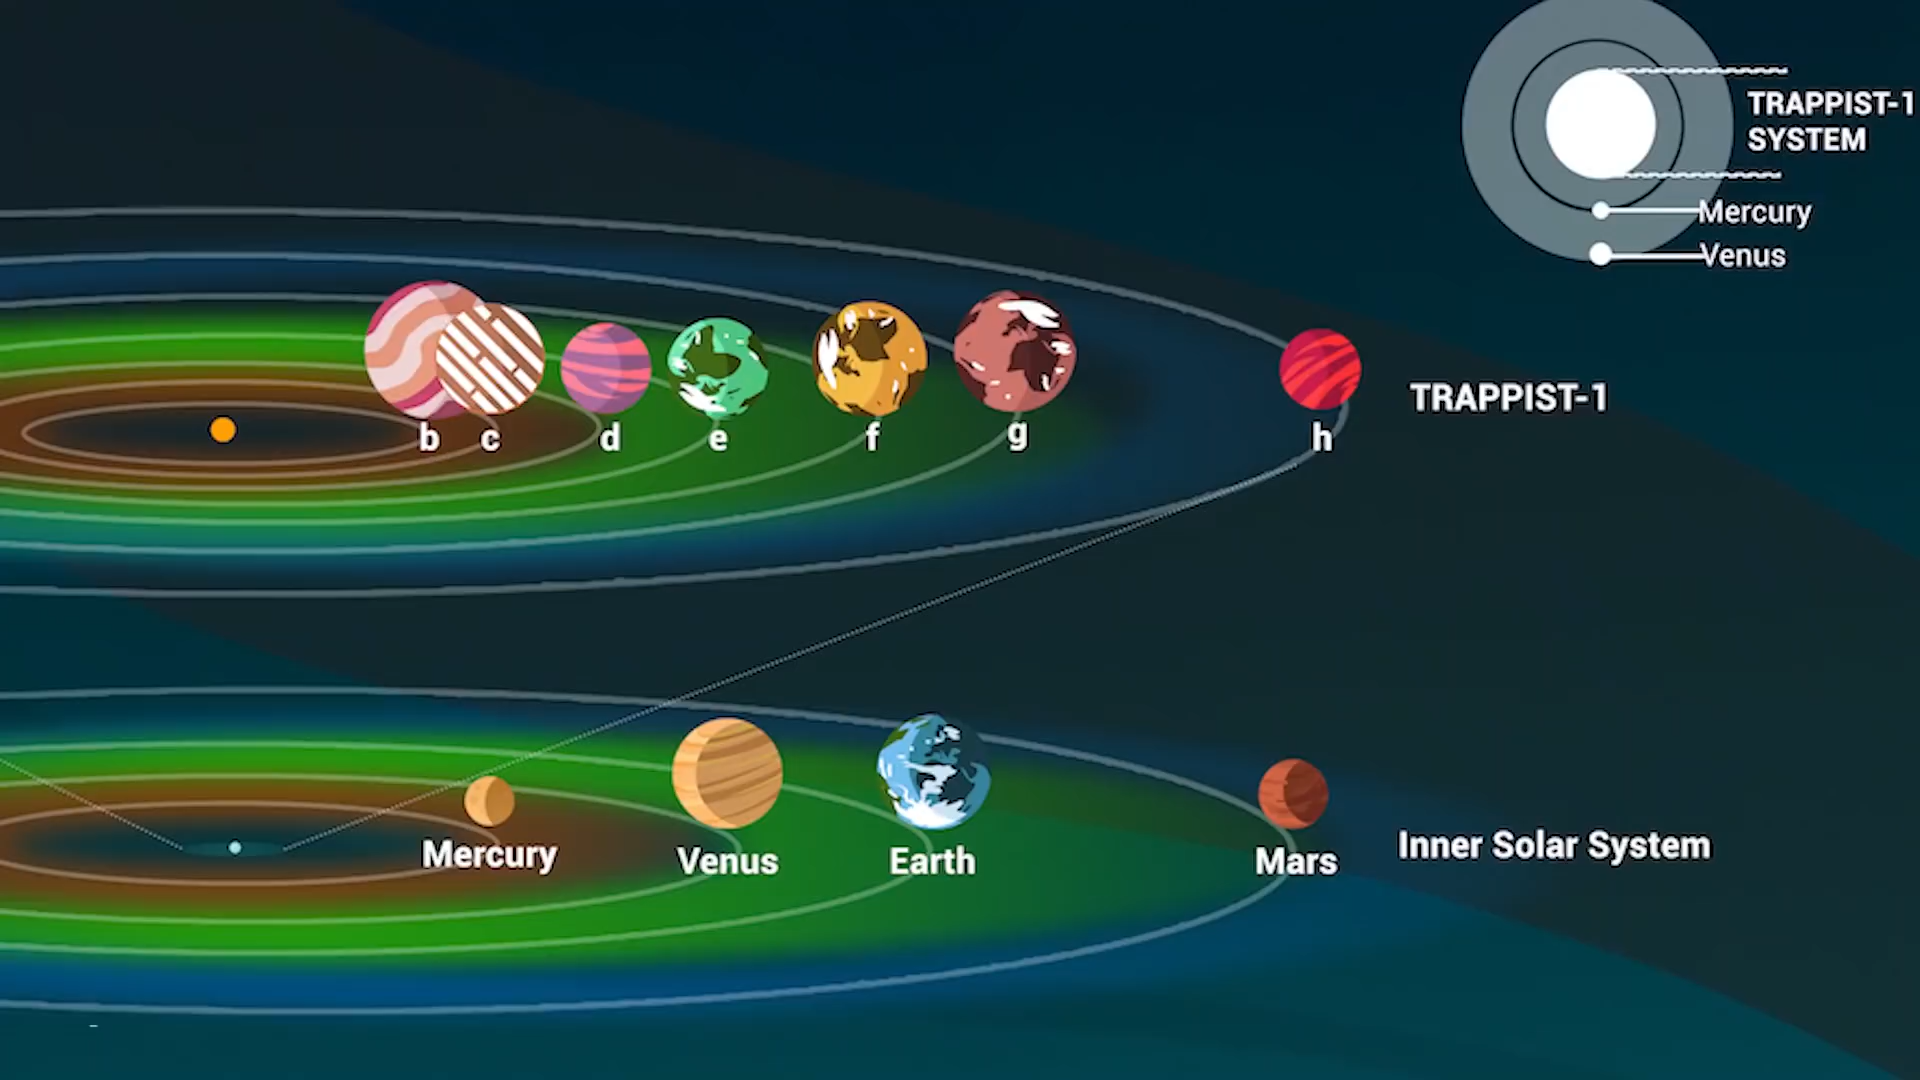 TRAPPIST-1
SYSTEM
Mercury
Venus
b c d e f g h
TRAPPIST-1
Mercury Venus Earth Mars
Inner Solar System